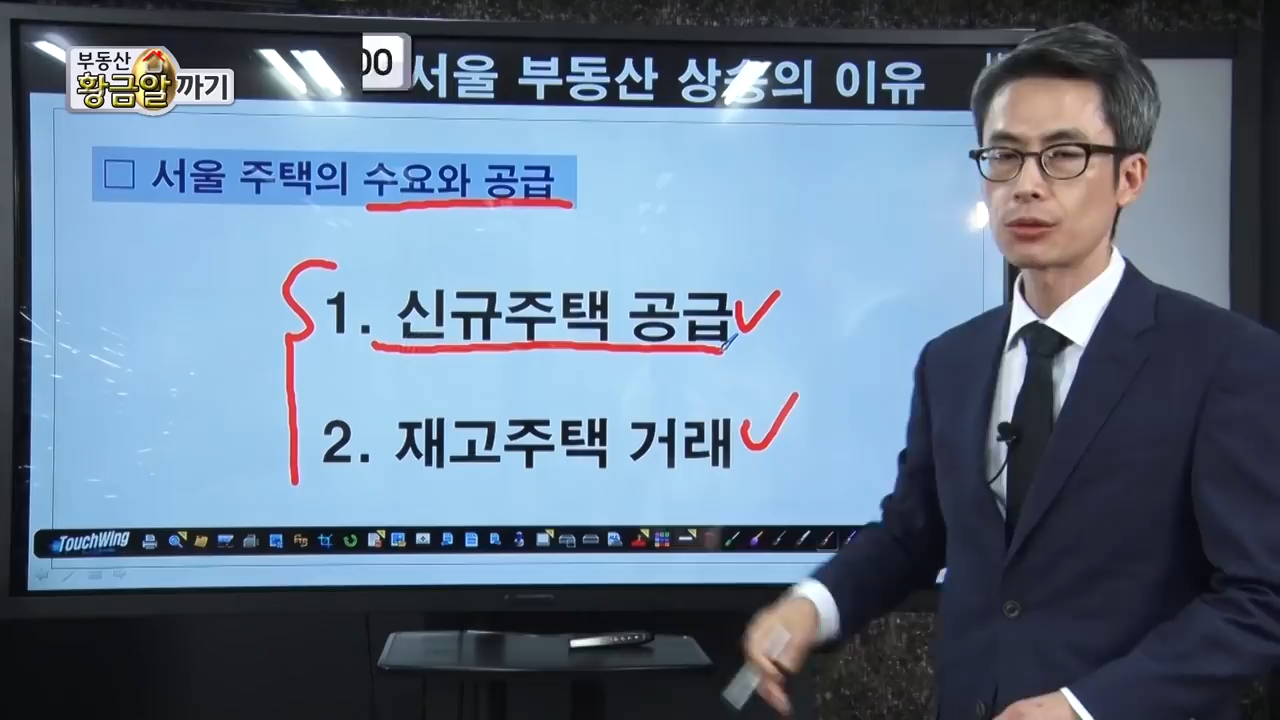 부동산
황금알까기
00
서울 부동산 상승의 이유
□ 서울 주택의 수요와 공급
1. 신규주택 공급
2. 재고주택 거래
TouchWing